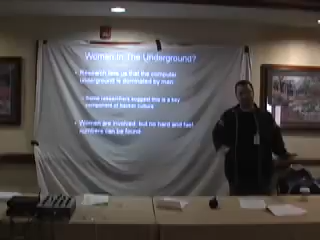 Women In The Underground?
Research tells us that the computer
underground is dominated by men
Some researchers suggest this is a key
component of hacker culture
Women are involved, but no hard and fast
numbers can be found